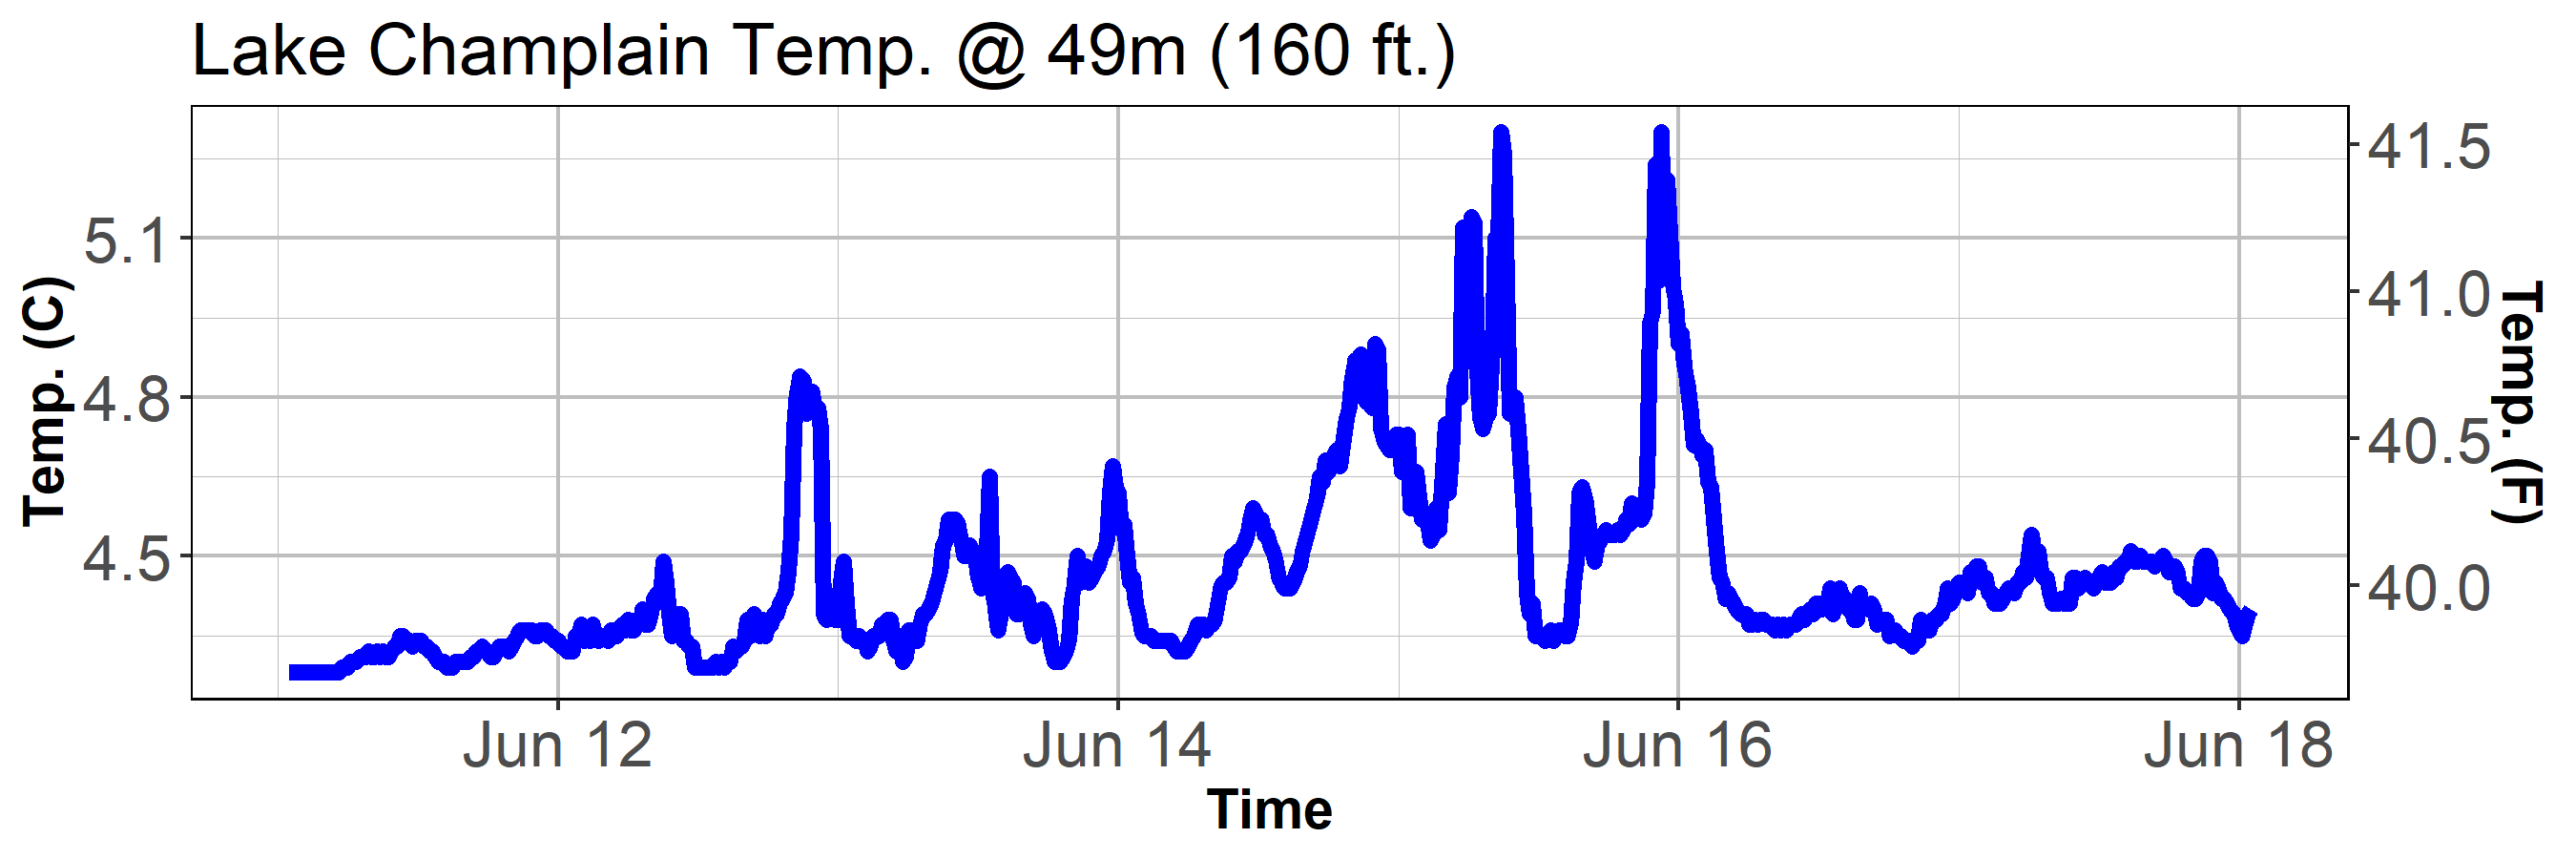 Lake Champlain Temp. @ 49m (160 ft.)
Temp. (C)
5.1
4.8
4.5
41.5
41.0
40.5
40.0
Temp. (F)
Jun 12
Jun 14
Jun 16
Jun 18
Time